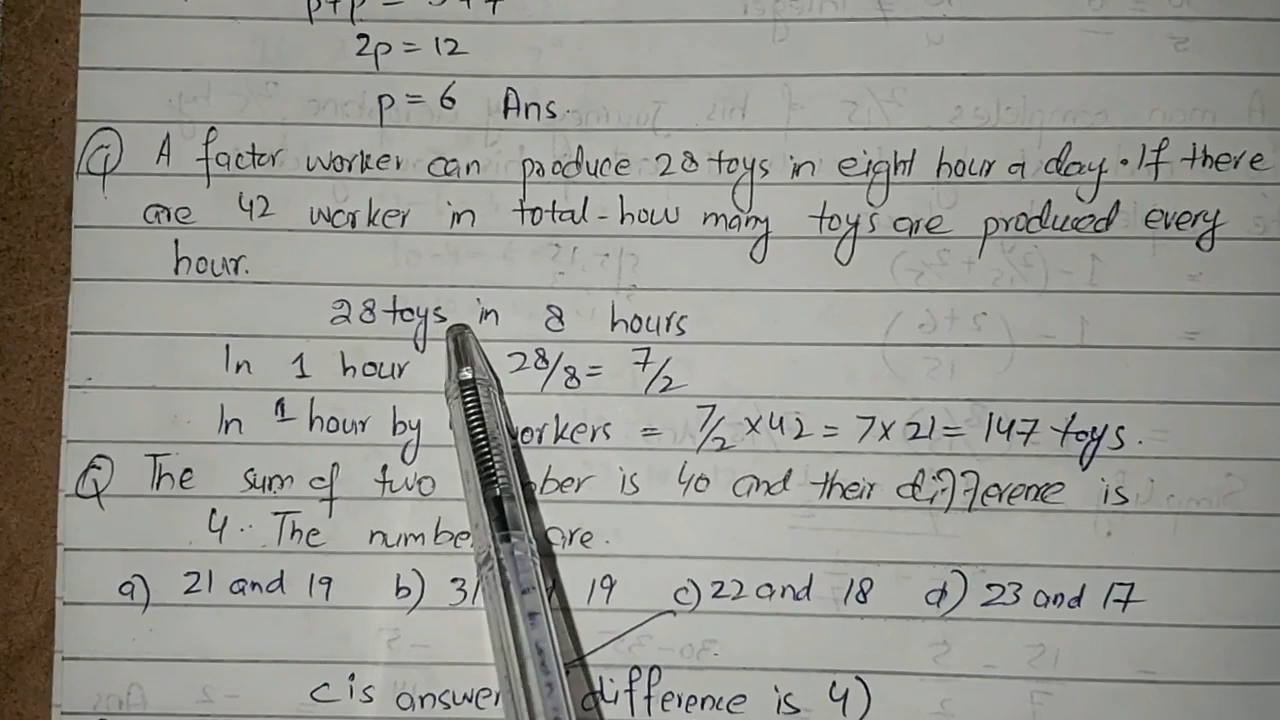 2p = 12
p = 6 Ans.
Q A factor worker can produce 28 toys in eight hour a day. If there
are 42 worker in total-how many toys are produced every
hour.
28 toys in 8 hours
In 1 hour 28/8 = 7/2
In 1 hour by workers = 7/2 × 42 = 7 × 21 = 147 toys.
Q The sum of two ber is 40 and their difference is
4. The numbe are.
a) 21 and 19 b) 31 19 c) 22 and 18 d) 23 and 17
C is answer difference is 4)